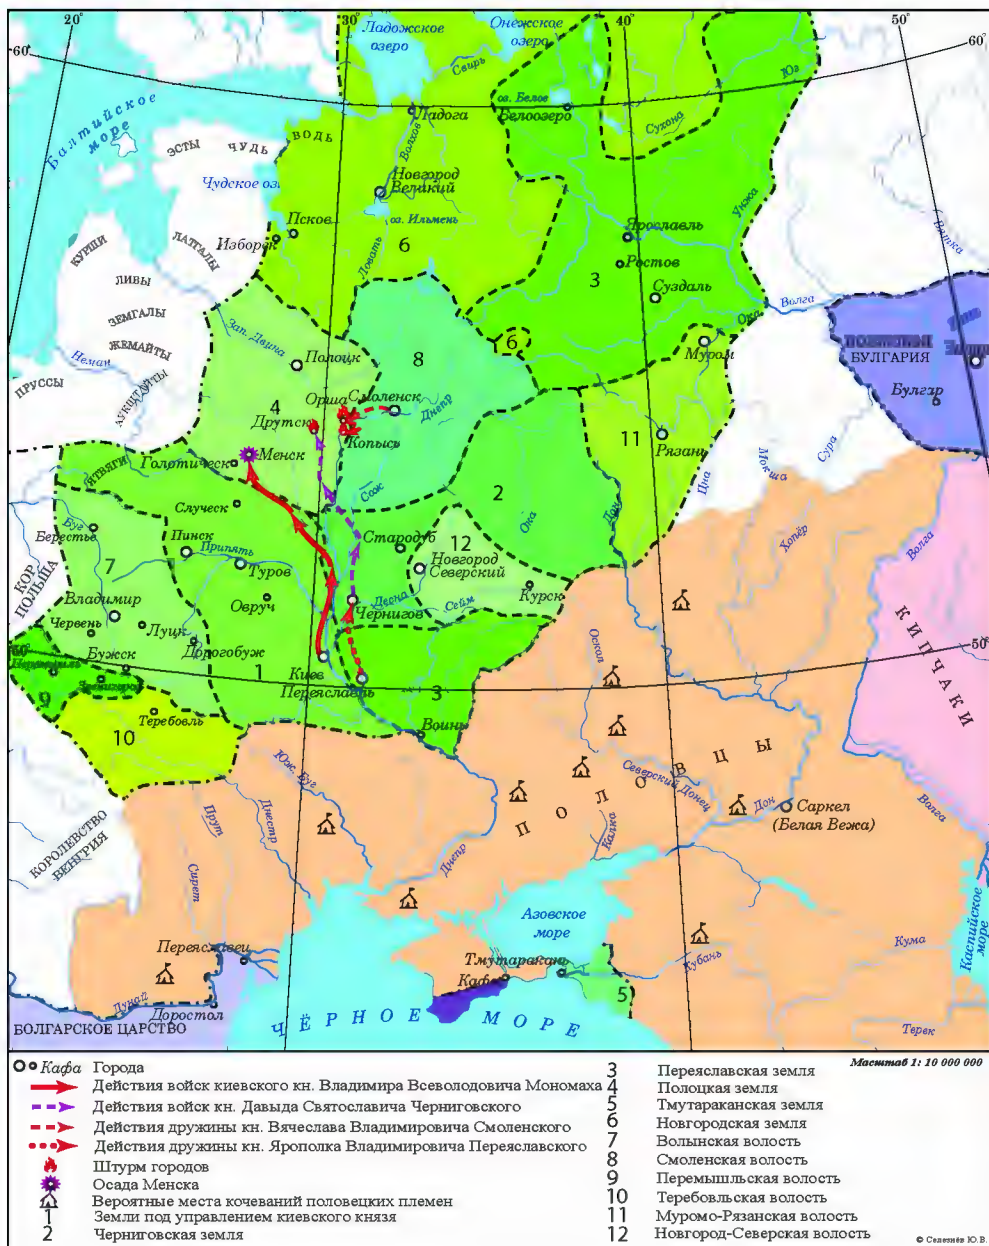 20°
30°
40°
50°
60°
60°
Ладожское
озеро
Онежское
озеро
Свирь
Юг
Балтийское
море
оз. Белое
Белоозеро
Сухона
Ладога
Волхов
ВОДЬ
ЭСТЫ
ЧУДЬ
Чудское оз
Новгород
Великий
оз. Ильмень
Псков
Изборск
Ловать
6
Ярославль
Унжа
Вятка
Ростов
3
Суздаль
КУРШИ
ЛАТГАЛЫ
ЛИВЫ
ЗЕМГАЛЫ
ЖЕМАЙТЫ
АУКШТАЙТЫ
Неман
ПРУССЫ
Зап. Двина
Полоцк
8
6
Волга
Ока
Муром
БУЛГАРИЯ
Булгар
4
Орша
Смоленск
Днепр
Друтск
Копысь
11
Рязань
Сура
Мокша
Цна
ЯТВЯГИ
Голотическ
Менск
Случеск
Сож
2
Ока
Дон
Хопёр
Волга
Буг
Берестье
Пинск
Припять
Туров
Стародуб
12
Новгород
Северский
КОР.
ПОЛЬША
7
Владимир
Овруч
Десна
Сейм
Курск
Чернигов
Червень
Луцк
Дорогобуж
Бужск
Киев
Оскол
50°
КИПЧАКИ
1
Переяславль
3
9
Теребовль
10
Воинь
Юж. Буг
ПОЛОВЦЫ
Северский Донец
Дон
Саркел
(Белая Вежа)
Калка
Волга
КОРОЛЕВСТВО
ВЕНГРИЯ
Прут
Днестр
Днепр
Сирет
Азовское
море
Каспийское
море
Переяславец
Тмутаракань
Кафа
Кубань
Кума
5
Дунай
Доростол
БОЛГАРСКОЕ ЦАРСТВО
ЧЁРНОЕ МОРЕ
Терек
Кафа Города
Действия войск киевского кн. Владимира Всеволодовича Мономаха
Действия войск кн. Давыда Святославича Черниговского
Действия дружины кн. Вячеслава Владимировича Смоленского
Действия дружины кн. Ярополка Владимировича Переяславского
Штурм городов
Осада Менска
Вероятные места кочеваний половецких племен
1 Земли под управлением киевского князя
2 Черниговская земля
3 Переяславская земля
4 Полоцкая земля
5 Тмутараканская земля
6 Новгородская земля
7 Волынская волость
8 Смоленская волость
9 Перемышльская волость
10 Теребовльская волость
11 Муромо-Рязанская волость
12 Новгород-Северская волость
Масштаб 1: 10 000 000
© Селезнёв Ю.В.